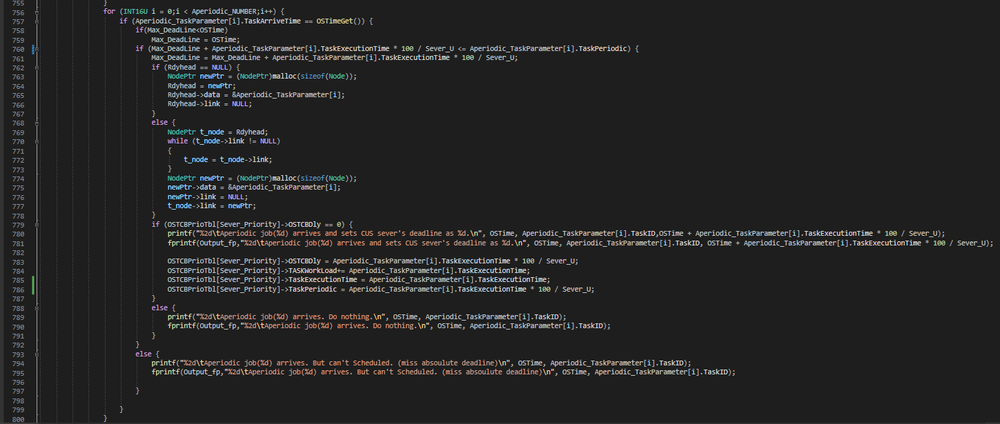 755 }
756 for (INT16U i = 0;i < Aperiodic_NUMBER;i++) {
757 if (Aperiodic_TaskParameter[i].TaskArriveTime == OSTimeGet()) {
758 if(Max_DeadLine<OSTime)
759 Max_DeadLine = OSTime;
760 if (Max_DeadLine + Aperiodic_TaskParameter[i].TaskExecutionTime * 100 / Sever_U <= Aperiodic_TaskParameter[i].TaskPeriodic) {
761 Max_DeadLine = Max_DeadLine + Aperiodic_TaskParameter[i].TaskExecutionTime * 100 / Sever_U;
762 if (Rdyhead == NULL) {
763 NodePtr newPtr = (NodePtr)malloc(sizeof(Node));
764 Rdyhead = newPtr;
765 Rdyhead->data = &Aperiodic_TaskParameter[i];
766 Rdyhead->link = NULL;
767 }
768 else {
769 NodePtr t_node = Rdyhead;
770 while (t_node->link != NULL)
771 {
772 t_node = t_node->link;
773 }
774 NodePtr newPtr = (NodePtr)malloc(sizeof(Node));
775 newPtr->data = &Aperiodic_TaskParameter[i];
776 newPtr->link = NULL;
777 t_node->link = newPtr;
778 }
779 if (OSTCBPrioTbl[Sever_Priority]->OSTCBDly == 0) {
780 printf("%2d\tAperiodic job(%d) arrives and sets CUS sever's deadline as %d.\n", OSTime, Aperiodic_TaskParameter[i].TaskID,OSTime + Aperiodic_TaskParameter[i].TaskExecutionTime * 100 / Sever_U);
781 fprintf(Output_fp,"%2d\tAperiodic job(%d) arrives and sets CUS sever's deadline as %d.\n", OSTime, Aperiodic_TaskParameter[i].TaskID, OSTime + Aperiodic_TaskParameter[i].TaskExecutionTime * 100 / Sever_U);
782
783 OSTCBPrioTbl[Sever_Priority]->OSTCBDly = Aperiodic_TaskParameter[i].TaskExecutionTime * 100 / Sever_U;
784 OSTCBPrioTbl[Sever_Priority]->TASKWorkLoad+= Aperiodic_TaskParameter[i].TaskExecutionTime;
785 OSTCBPrioTbl[Sever_Priority]->TaskExecutionTime = Aperiodic_TaskParameter[i].TaskExecutionTime;
786 OSTCBPrioTbl[Sever_Priority]->TaskPeriodic = Aperiodic_TaskParameter[i].TaskExecutionTime * 100 / Sever_U;
787 }
788 else {
789 printf("%2d\tAperiodic job(%d) arrives. Do nothing.\n", OSTime, Aperiodic_TaskParameter[i].TaskID);
790 fprintf(Output_fp,"%2d\tAperiodic job(%d) arrives. Do nothing.\n", OSTime, Aperiodic_TaskParameter[i].TaskID);
791 }
792 }
793 else {
794 printf("%2d\tAperiodic job(%d) arrives. But can't Scheduled. (miss absoulute deadline)\n", OSTime, Aperiodic_TaskParameter[i].TaskID);
795 fprintf(Output_fp,"%2d\tAperiodic job(%d) arrives. But can't Scheduled. (miss absoulute deadline)\n", OSTime, Aperiodic_TaskParameter[i].TaskID);
796
797 }
798
799 }
800 }